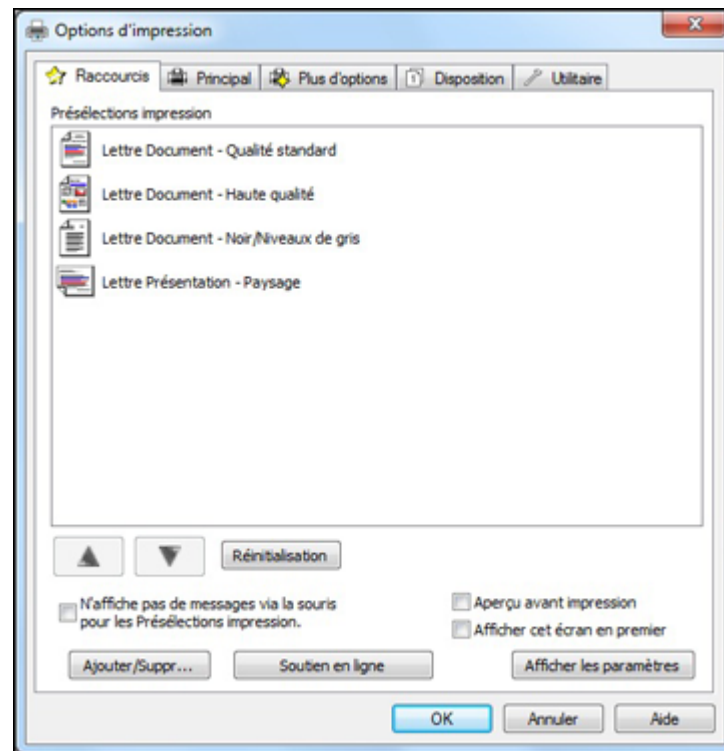 Options d'impression
Raccourcis Principal Plus d'options Disposition Utilitaire
Présélections impression
Lettre Document - Qualité standard
Lettre Document - Haute qualité
Lettre Document - Noir/Niveaux de gris
Lettre Présentation - Paysage
Réinitialisation
N'affiche pas de messages via la souris
pour les Présélections impression.
Aperçu avant impression
Afficher cet écran en premier
Ajouter/Suppr... Soutien en ligne Afficher les paramètres
OK Annuler Aide